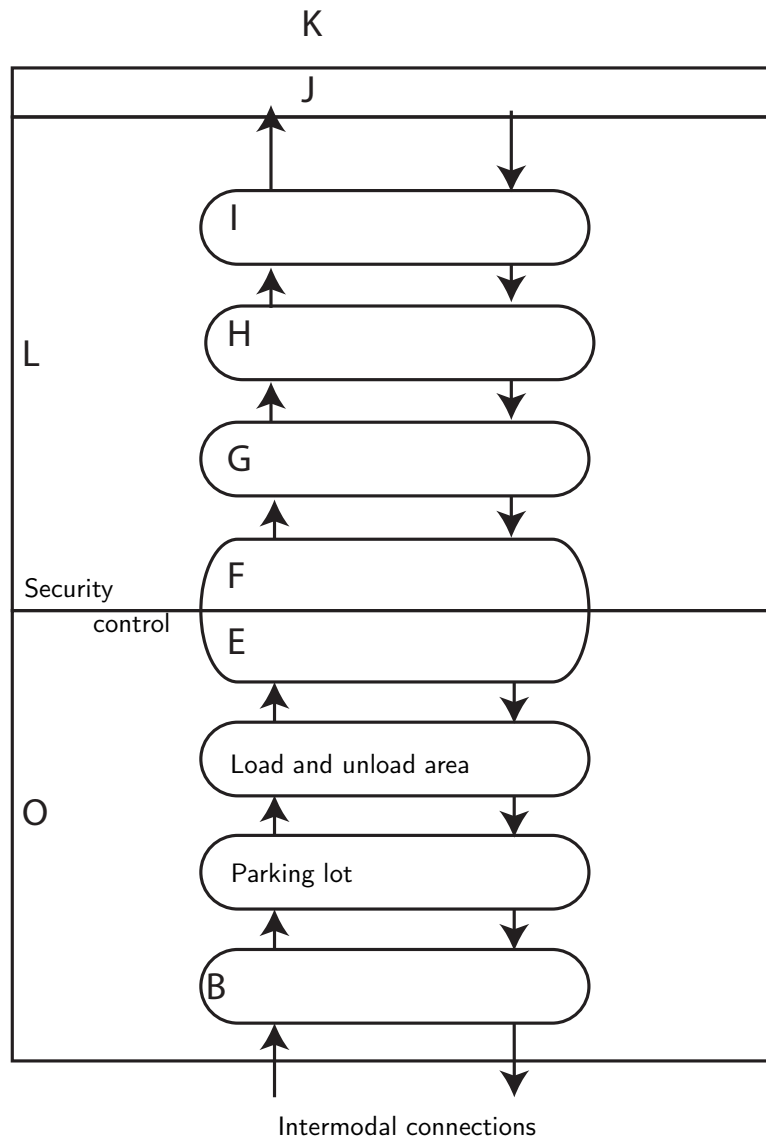 K
J
I
H
L
G
F
Security
control
E
Load and unload area
O
Parking lot
B
Intermodal connections